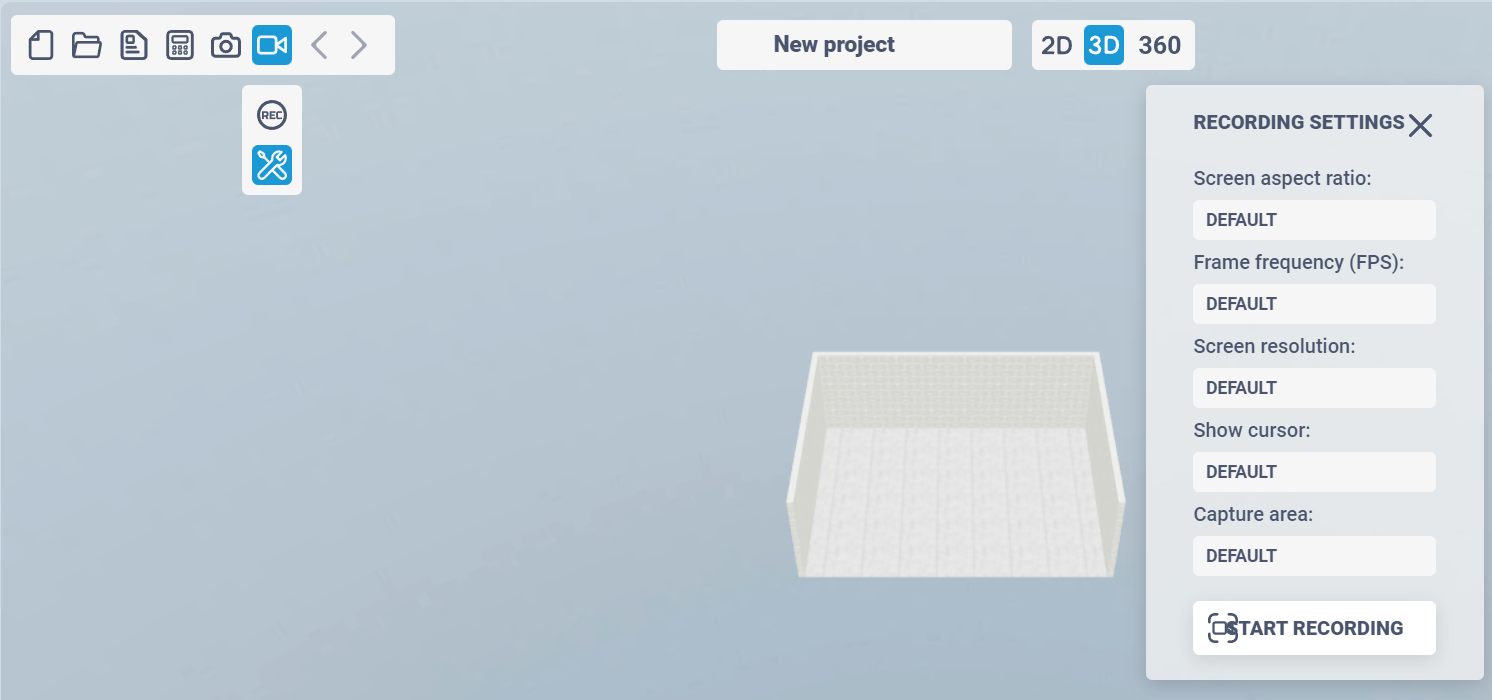 New project
2D 3D 360
REC
RECORDING SETTINGS
Screen aspect ratio:
DEFAULT
Frame frequency (FPS):
DEFAULT
Screen resolution:
DEFAULT
Show cursor:
DEFAULT
Capture area:
DEFAULT
START RECORDING